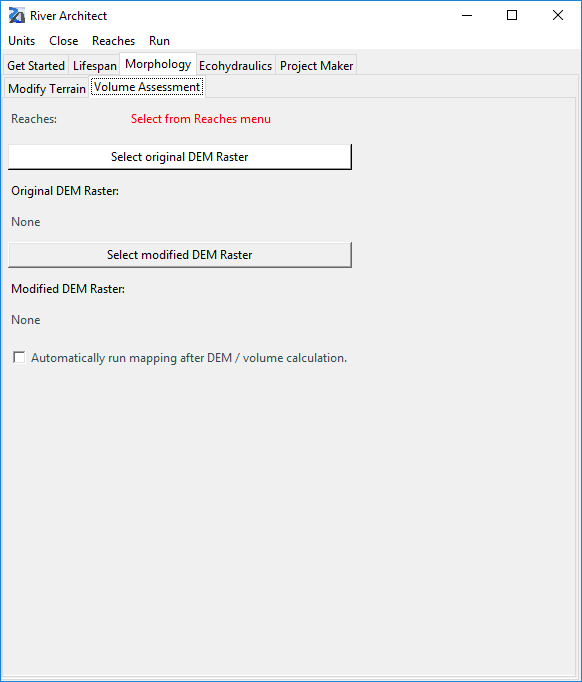 River Architect
Units Close Reaches Run
Get Started Lifespan Morphology Ecohydraulics Project Maker
Modify Terrain Volume Assessment
Reaches: Select from Reaches menu
Select original DEM Raster
Original DEM Raster:
None
Select modified DEM Raster
Modified DEM Raster:
None
Automatically run mapping after DEM / volume calculation.